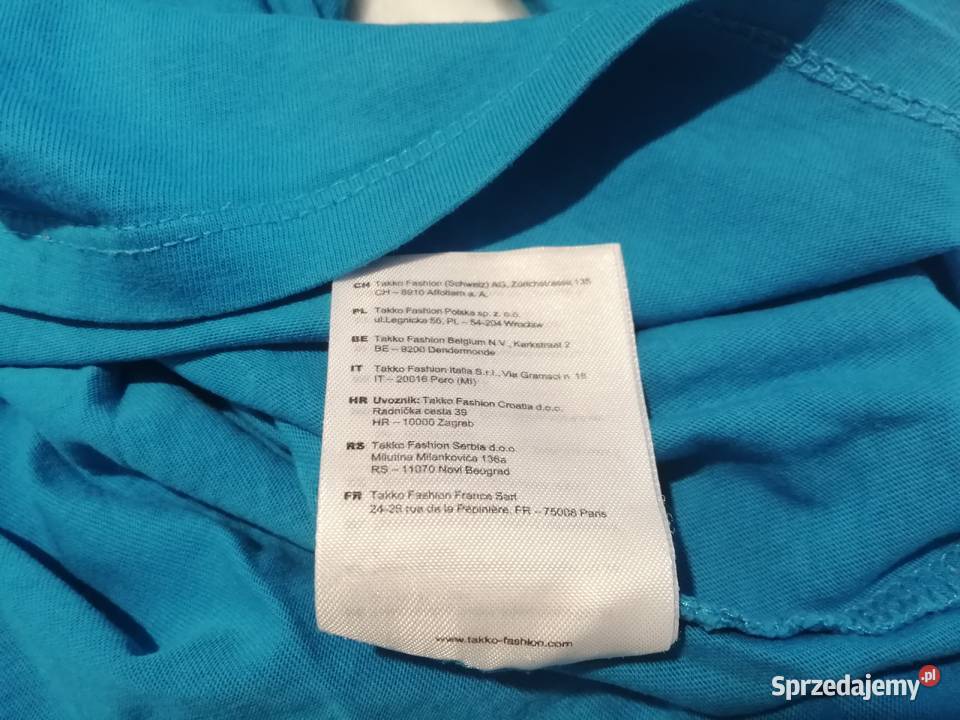 CH Takko Fashion (Schweiz) AG, Zürichstrasse 135
CH – 8910 Affoltern a. A.
PL Takko Fashion Polska sp. z. o.o.
ul.Legnicka 56, PL – 54-204 Wrocław
BE Takko Fashion Belgium N.V., Kerkstraat 2
BE – 9200 Dendermonde
IT Takko Fashion Italia S.r.l., Via Gramsci n. 18
IT – 20016 Pero (MI)
HR Uvoznik: Takko Fashion Croatia d.o.o.
Radnička cesta 39
HR – 10000 Zagreb
RS Takko Fashion Serbia d.o.o.
Milutina Milankovića 136a
RS – 11070 Novi Beograd
FR Takko Fashion France Sarl
24-26 rue de la Pépinière, FR – 75008 Paris
www.takko-fashion.com
Sprzedajemy.pl